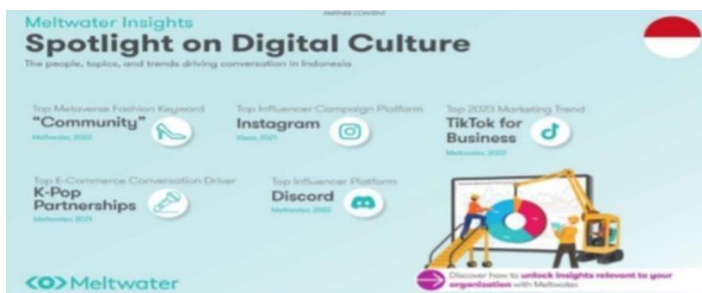 PARTNER CONTENT
Meltwater Insights
Spotlight on Digital Culture
The people, topics, and trends driving conversation in Indonesia
Top Metaverse Fashion Keyword
"Community"
Meltwater, 2022
Top Influencer Campaign Platform
Instagram
Klear, 2021
Top 2023 Marketing Trend
TikTok for
Business
Meltwater, 2022
Top E-Commerce Conversation Driver
K-Pop
Partnerships
Meltwater, 2021
Top Influencer Platform
Discord
Meltwater, 2022
Meltwater
Discover how to unlock insights relevant to your
organization with Meltwater